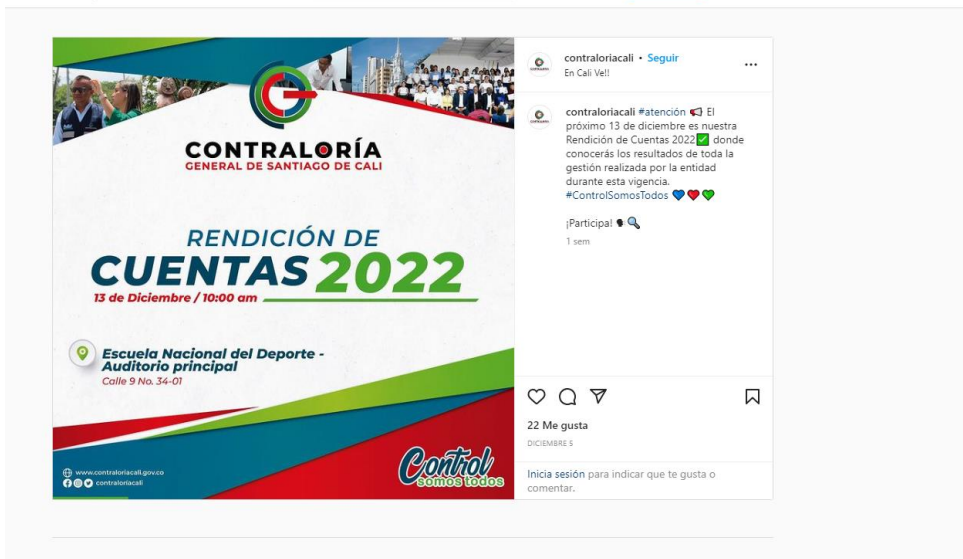 CONTRALORÍA
GENERAL DE SANTIAGO DE CALI
RENDICIÓN DE
CUENTAS 2022
13 de Diciembre / 10:00 am
Escuela Nacional del Deporte -
Auditorio principal
Calle 9 No. 34-01
www.contraloriacali.gov.co
contraloriacali
Control
somos todos
contraloriacali • Seguir
En Cali Ve!!
contraloriacali #atención 📢 El
próximo 13 de diciembre es nuestra
Rendición de Cuentas 2022✅ donde
conocerás los resultados de toda la
gestión realizada por la entidad
durante esta vigencia.
#ControlSomosTodos 💙❤️💚
¡Participa! 🗣🔍
1 sem
22 Me gusta
DICIEMBRE 5
Inicia sesión para indicar que te gusta o
comentar.